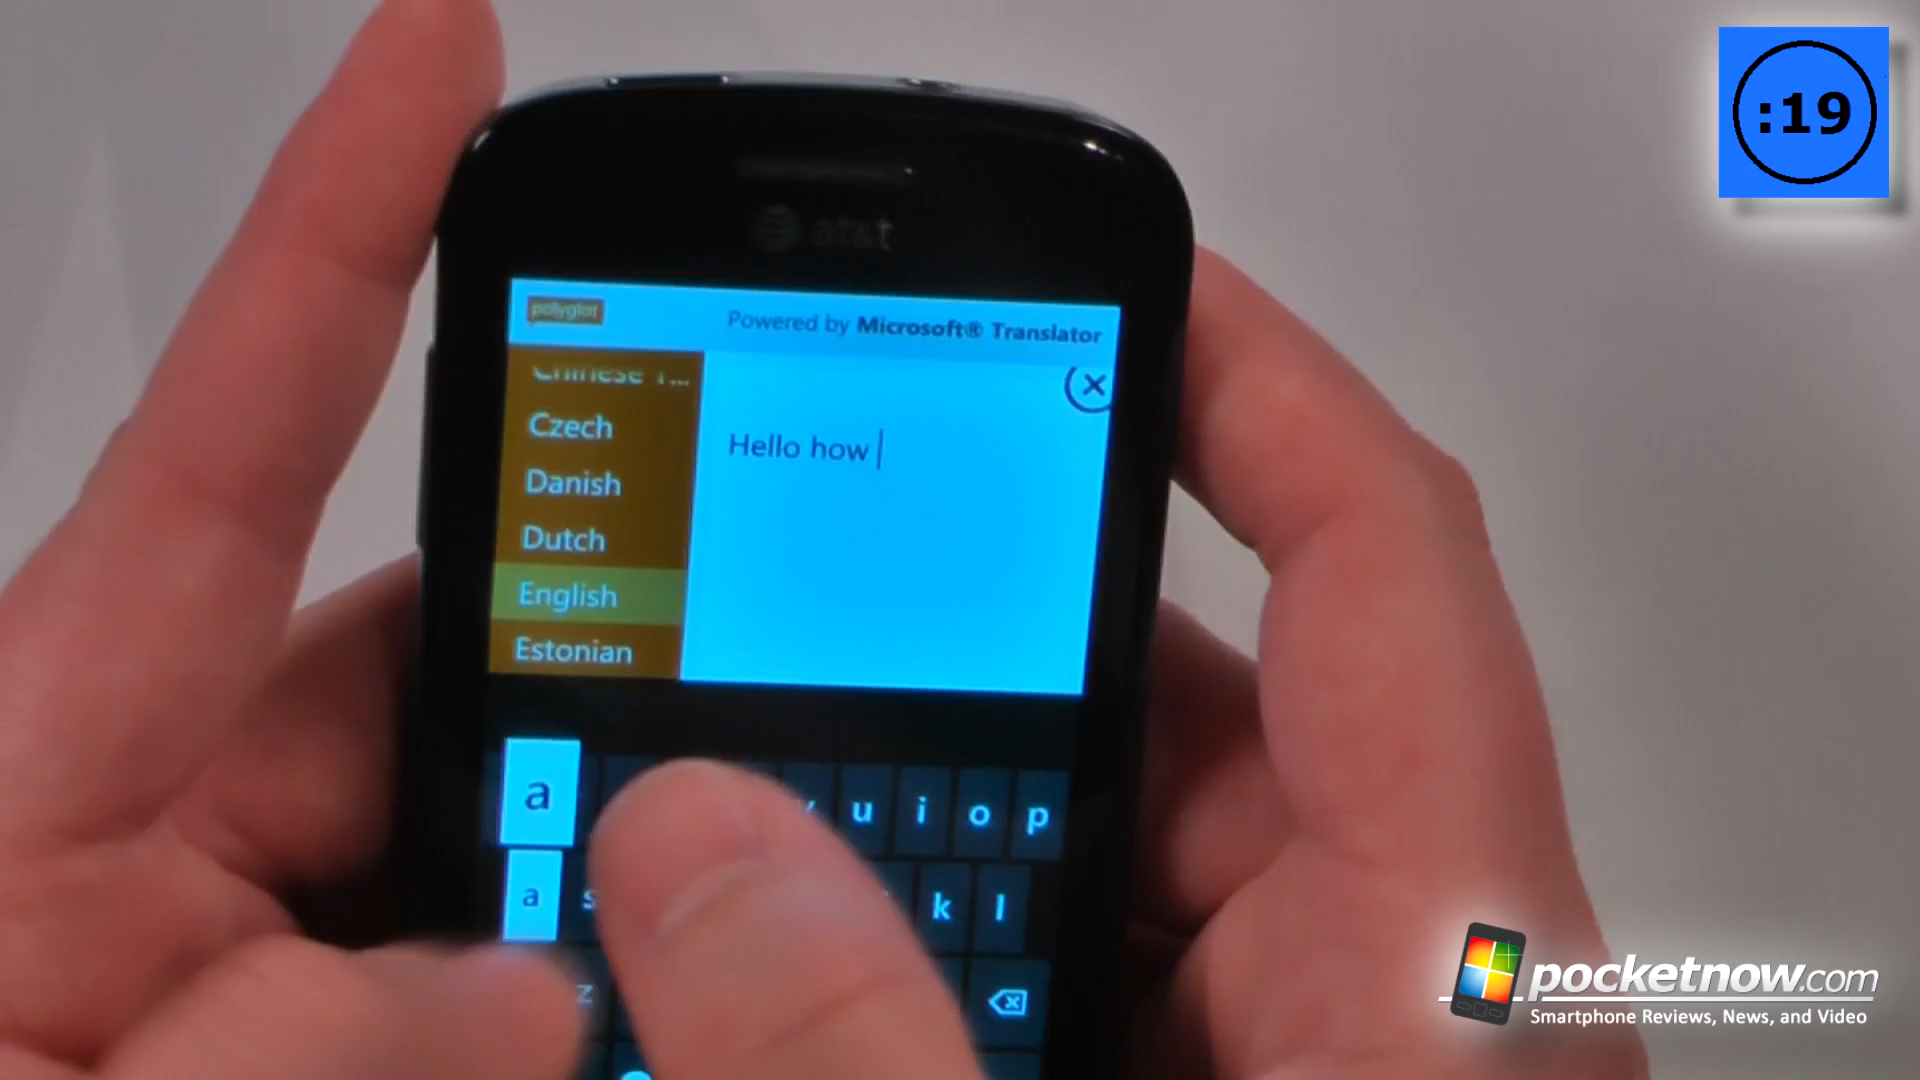 :19
at&t
polyglot
Powered by Microsoft® Translator
Chinese T...
Czech
Danish
Dutch
English
Estonian
Hello how
a
u i o p
a s k l
z
pocketnow.com
Smartphone Reviews, News, and Video